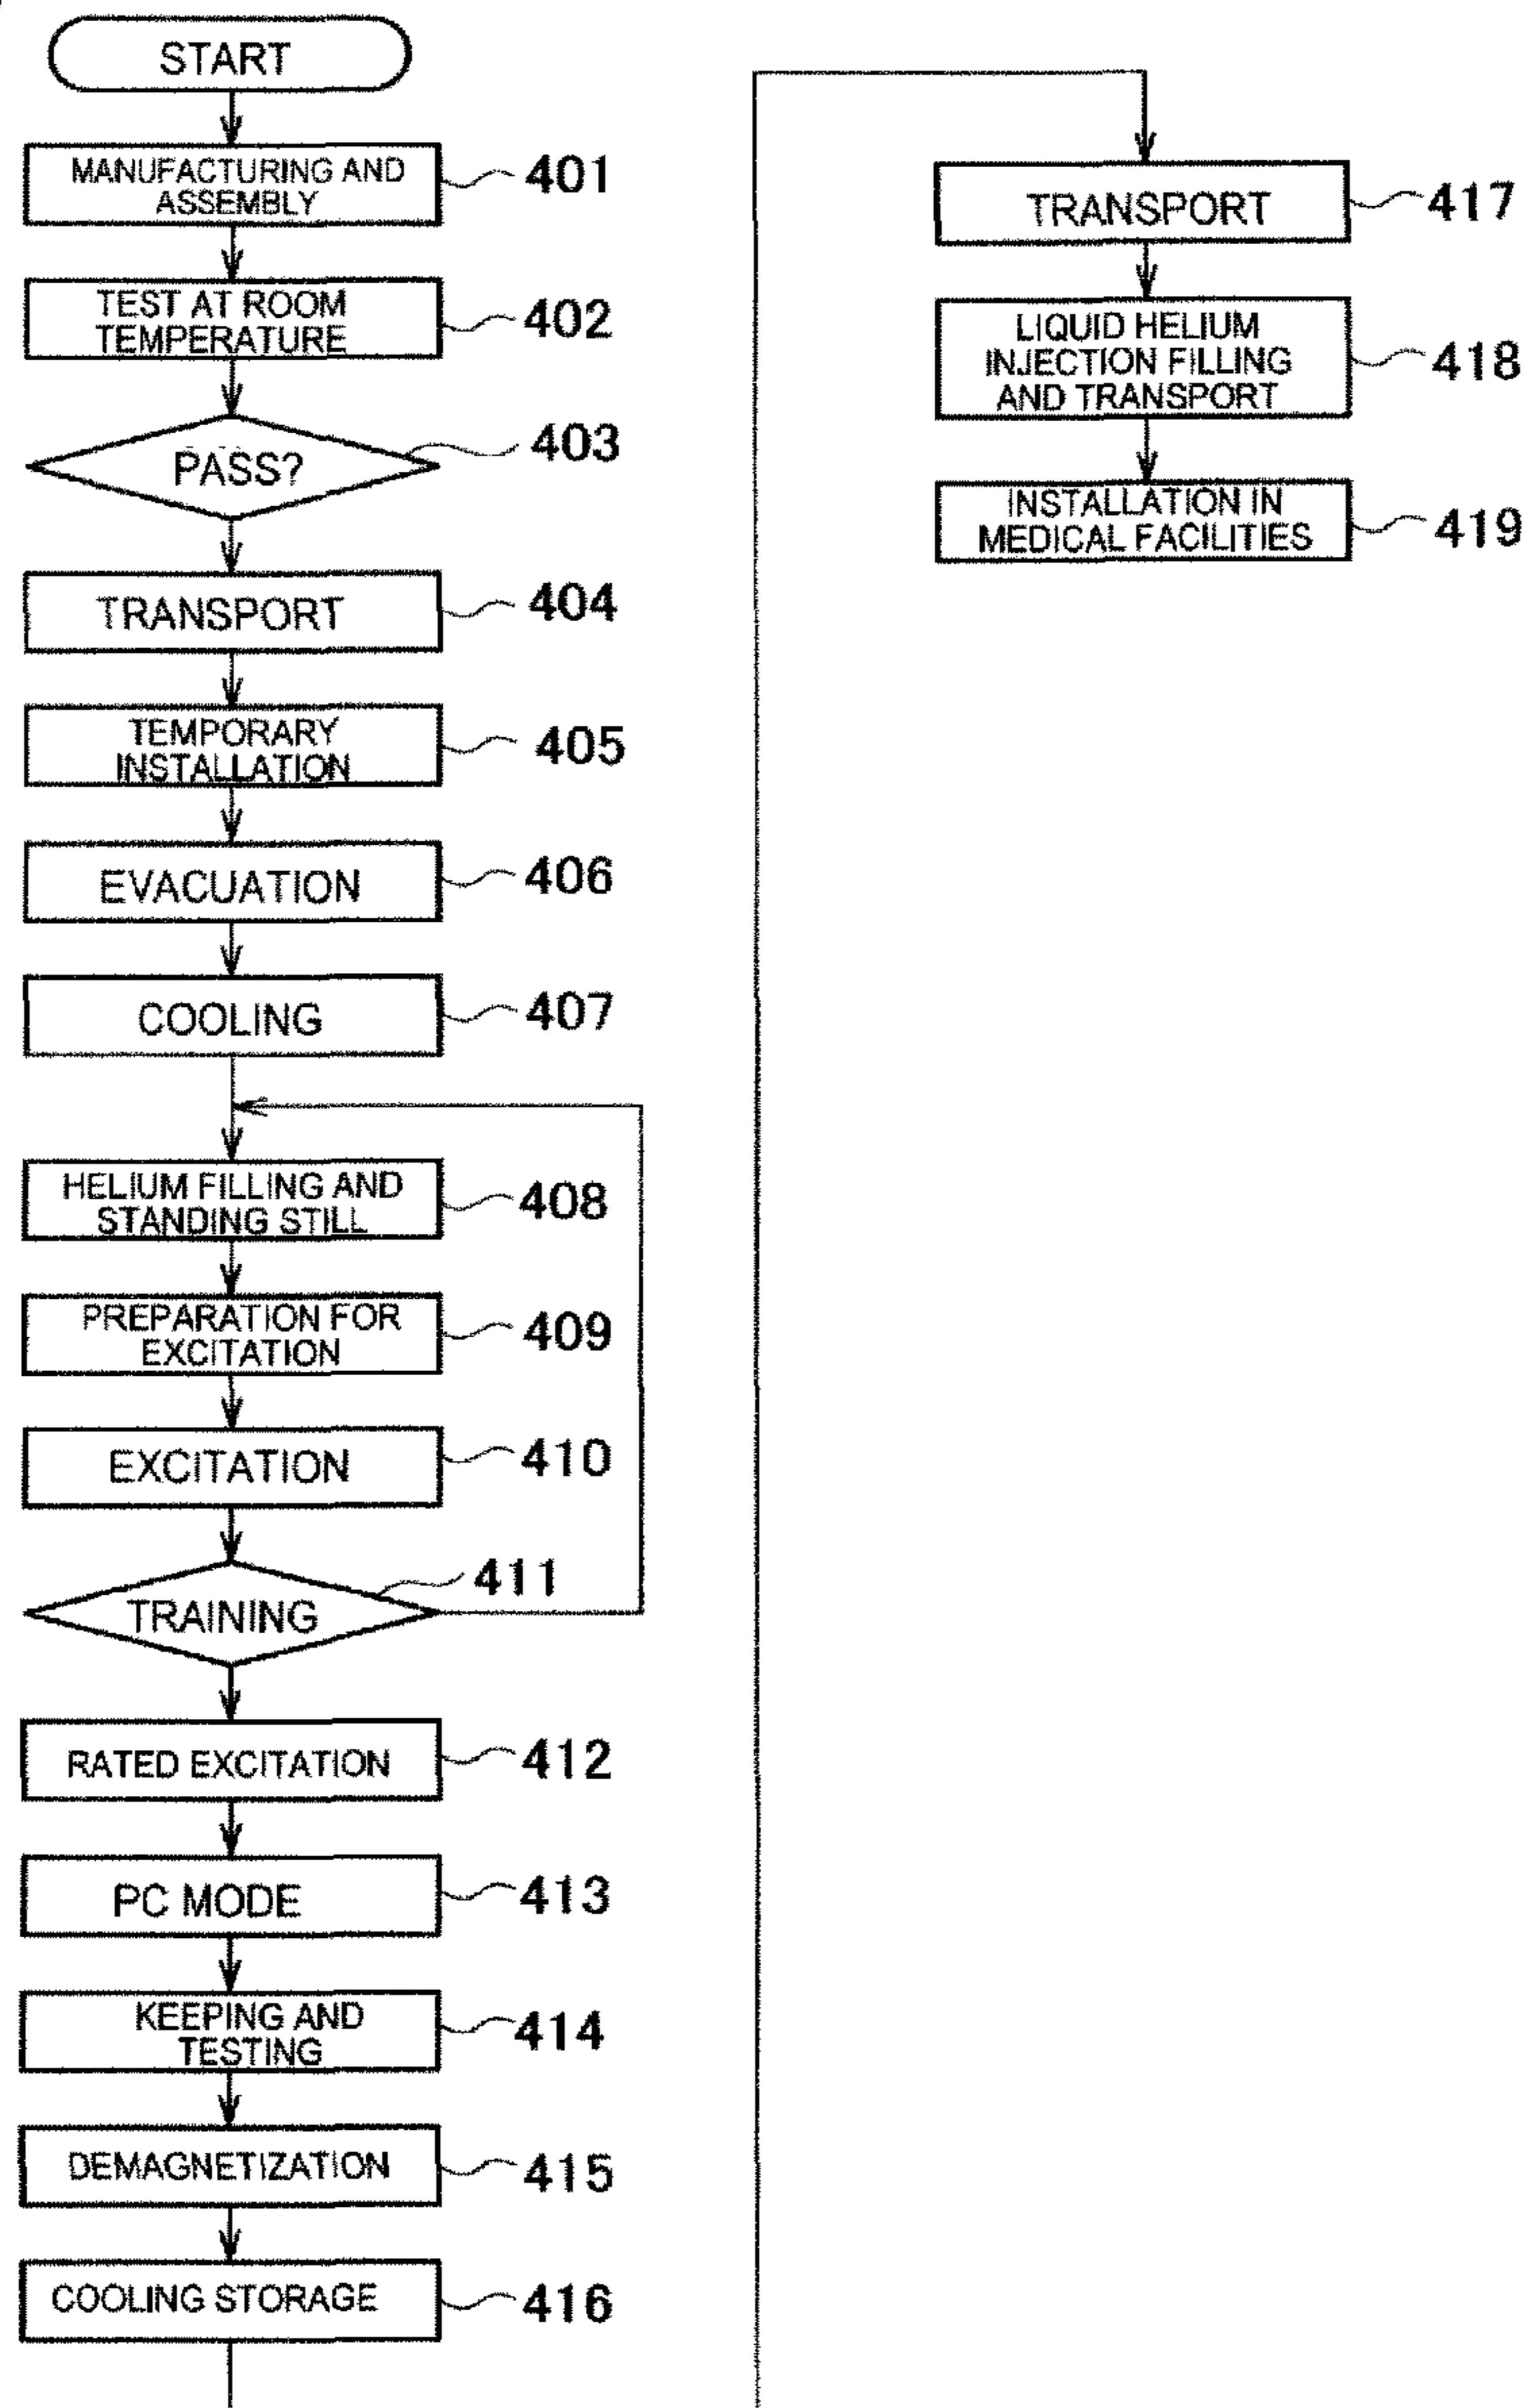 START
MANUFACTURING AND
ASSEMBLY
401
TEST AT ROOM
TEMPERATURE
402
PASS?
403
TRANSPORT
404
TEMPORARY
INSTALLATION
405
EVACUATION
406
COOLING
407
HELIUM FILLING AND
STANDING STILL
408
PREPARATION FOR
EXCITATION
409
EXCITATION
410
TRAINING
411
RATED EXCITATION
412
PC MODE
413
KEEPING AND
TESTING
414
DEMAGNETIZATION
415
COOLING STORAGE
416
TRANSPORT
417
LIQUID HELIUM
INJECTION FILLING
AND TRANSPORT
418
INSTALLATION IN
MEDICAL FACILITIES
419